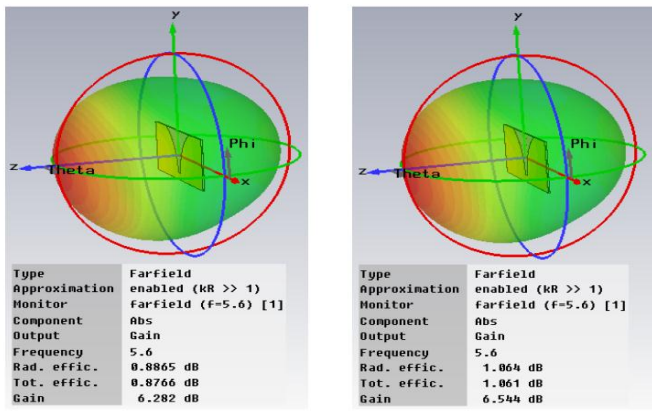 y
Phi
z
Theta
x
Type Farfield
Approximation enabled (kR >> 1)
Monitor farfield (f=5.6) [1]
Component Abs
Output Gain
Frequency 5.6
Rad. effic. 0.8865 dB
Tot. effic. 0.8766 dB
Gain 6.282 dB
y
Phi
z
Theta
x
Type Farfield
Approximation enabled (kR >> 1)
Monitor farfield (f=5.6) [1]
Component Abs
Output Gain
Frequency 5.6
Rad. effic. 1.064 dB
Tot. effic. 1.061 dB
Gain 6.544 dB